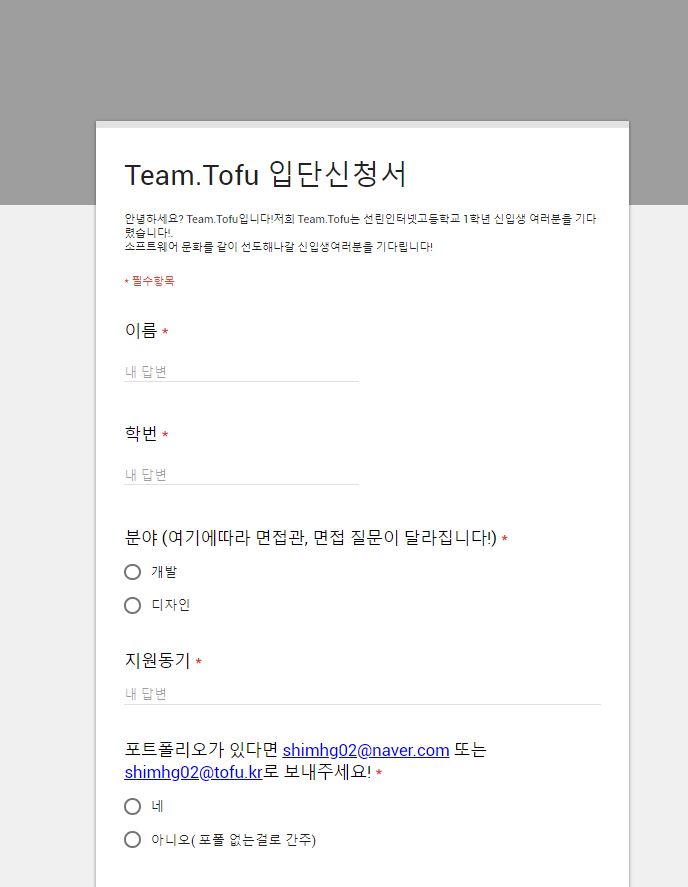 Team.Tofu 입단신청서
안녕하세요? Team.Tofu입니다!저희 Team.Tofu는 선린인터넷고등학교 1학년 신입생 여러분을 기다
렸습니다!.
소프트웨어 문화를 같이 선도해나갈 신입생여러분을 기다립니다!
* 필수항목
이름 *
내 답변
학번 *
내 답변
분야 (여기에따라 면접관, 면접 질문이 달라집니다!) *
개발
디자인
지원동기 *
내 답변
포트폴리오가 있다면 shimhg02@naver.com 또는
shimhg02@tofu.kr로 보내주세요! *
네
아니오( 포폴 없는걸로 간주)